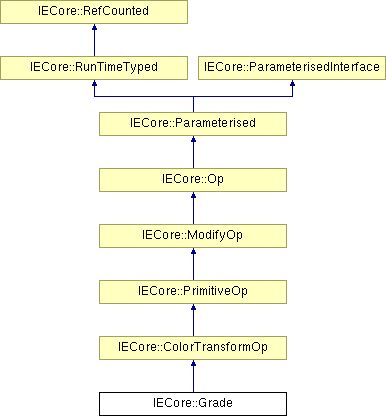 IECore::RefCounted
IECore::RunTimeTyped
IECore::ParameterisedInterface
IECore::Parameterised
IECore::Op
IECore::ModifyOp
IECore::PrimitiveOp
IECore::ColorTransformOp
IECore::Grade